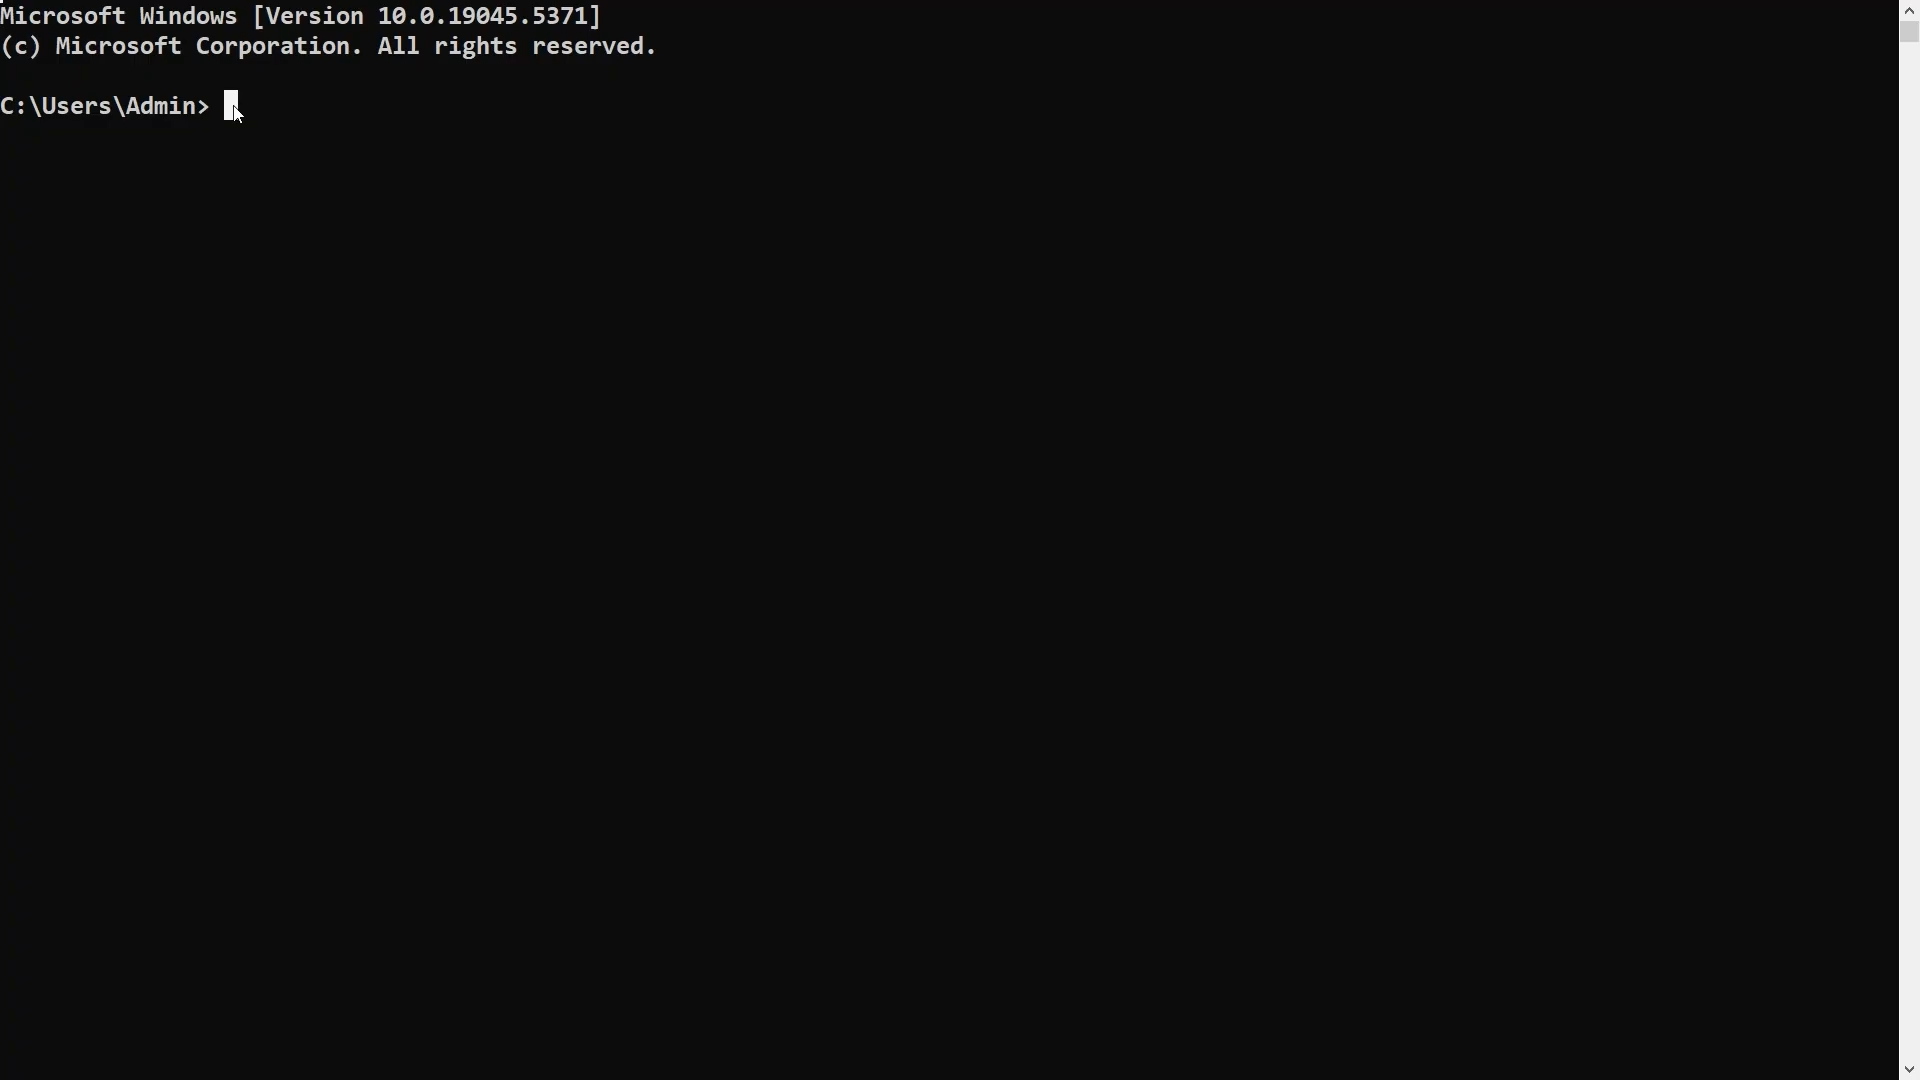 Microsoft Windows [Version 10.0.19045.5371]
(c) Microsoft Corporation. All rights reserved.
C:\Users\Admin>